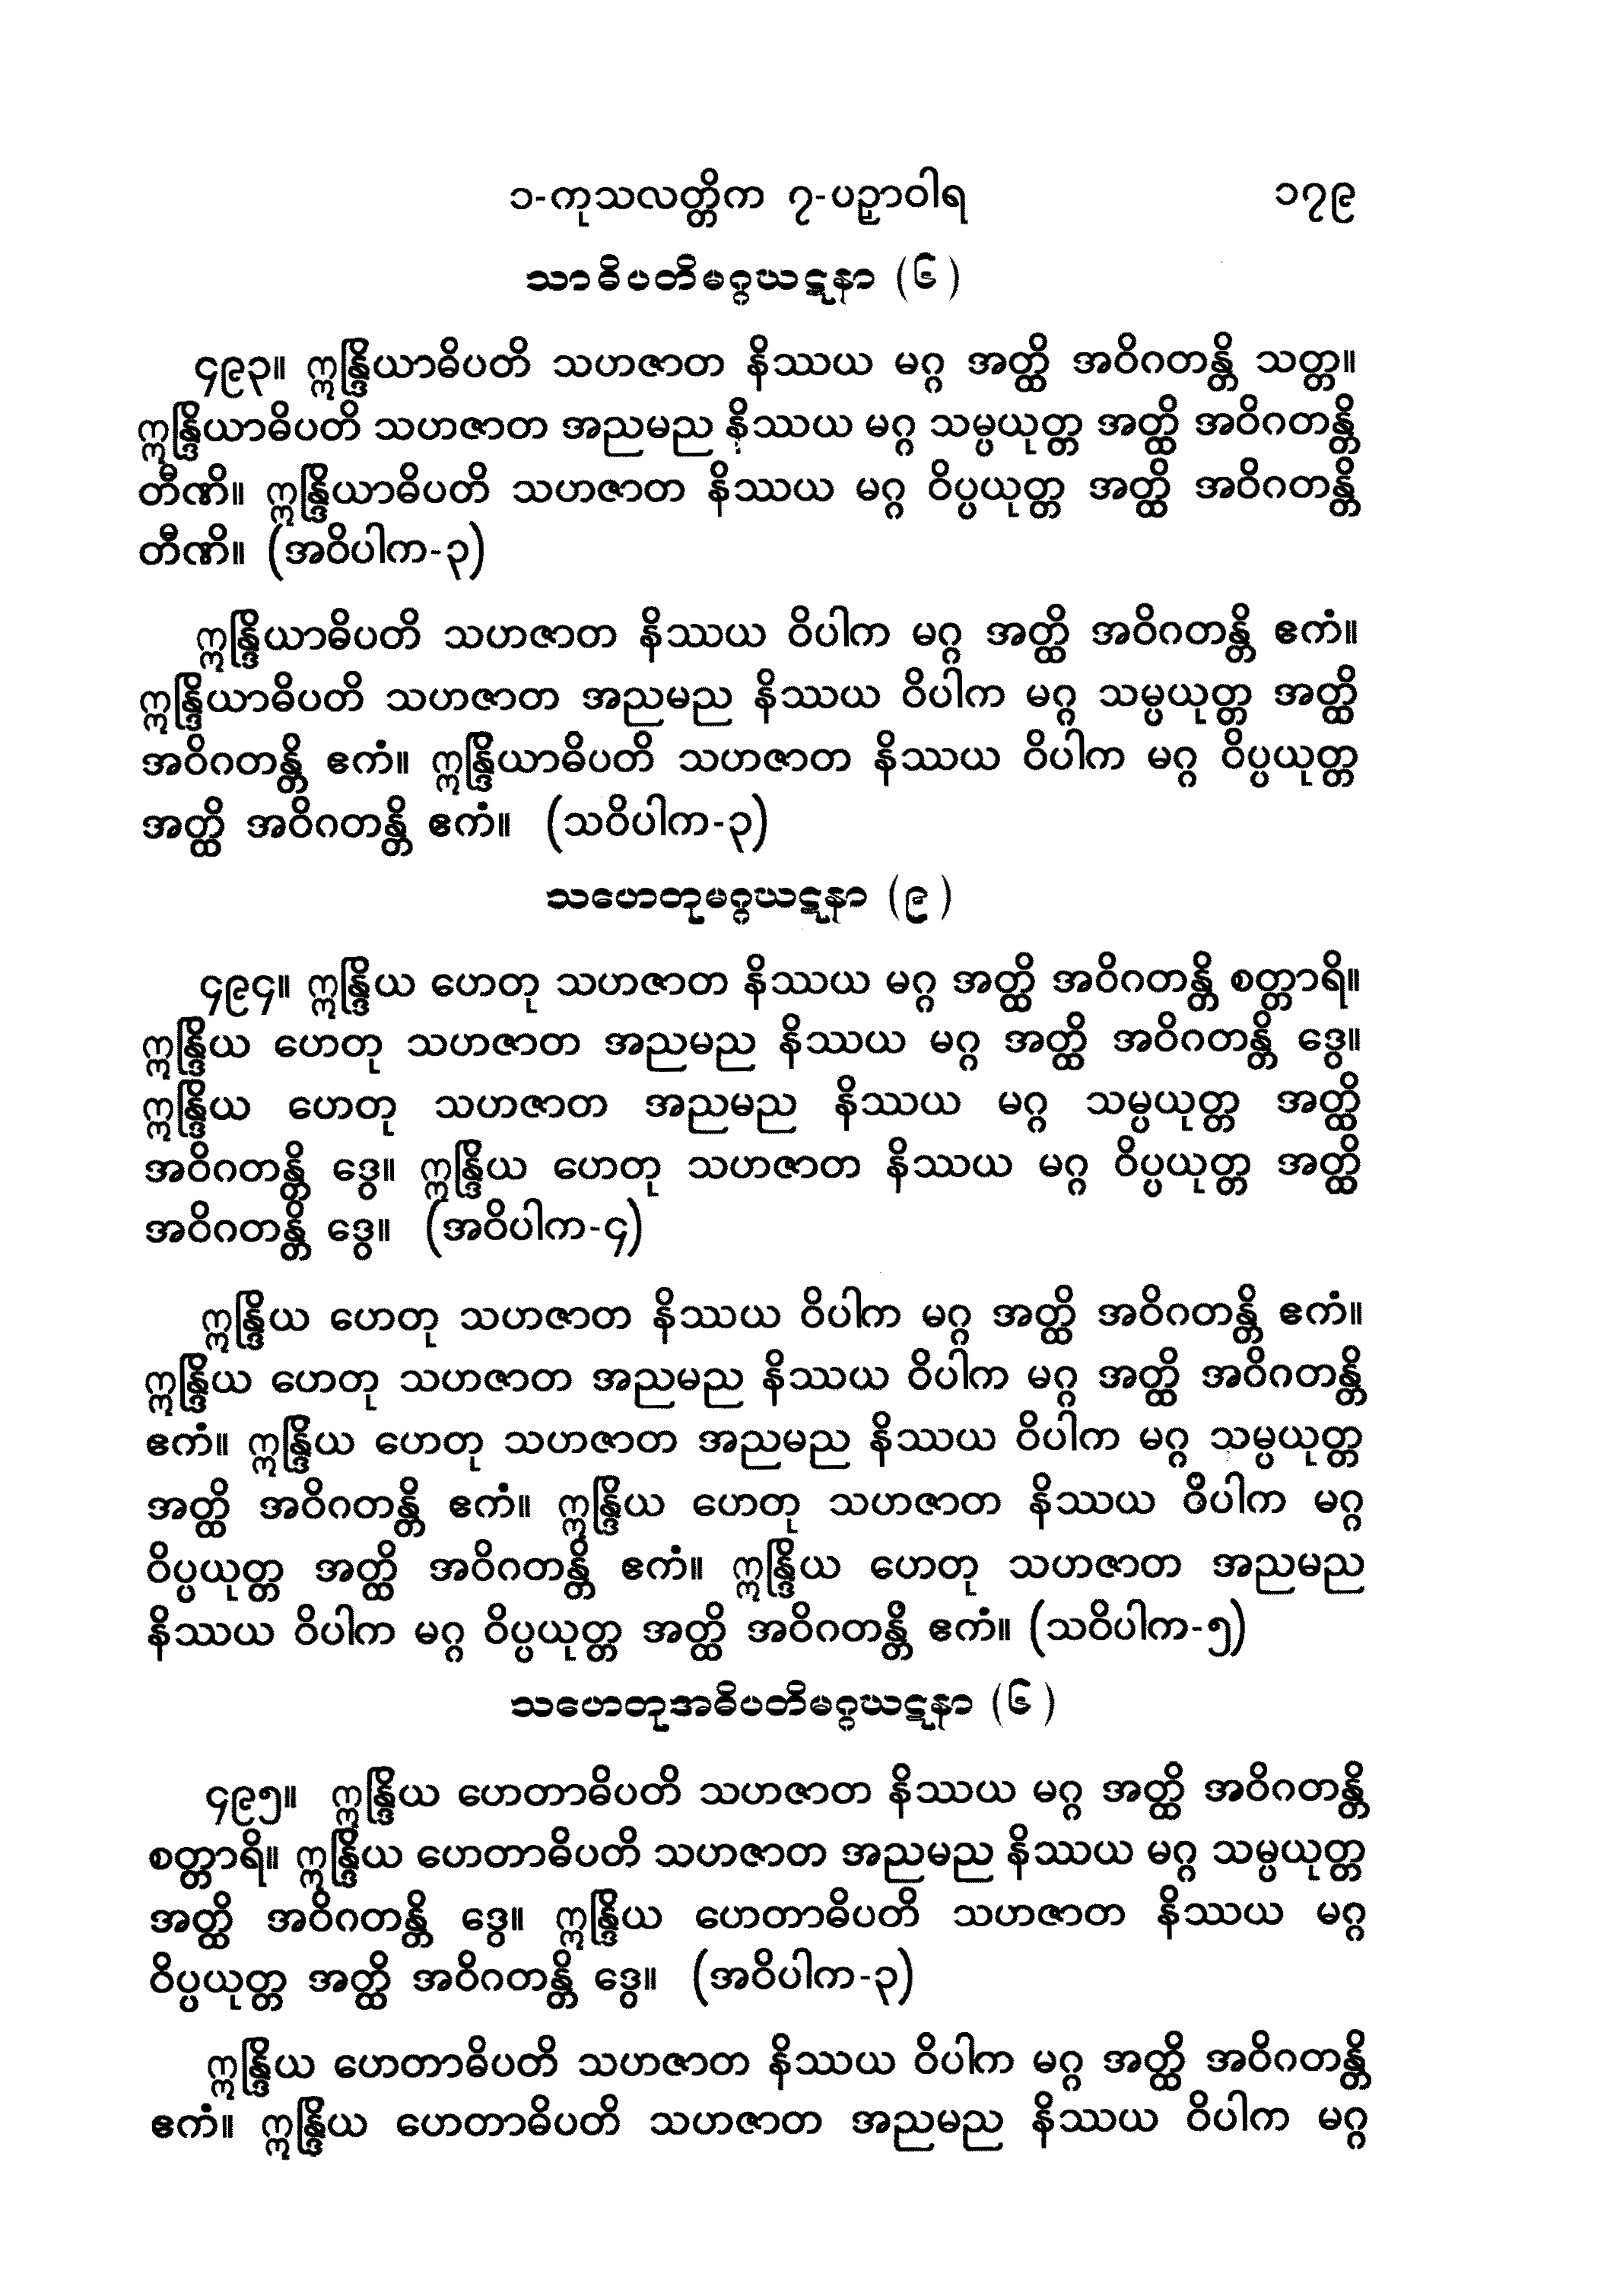 ၁-ကုသလတ္တိက ၇-ပဉှာဝါရ ၁၇၉
သာဓိပတိမဂ္ဂဃဋနာ (၆)
၄၉၃။ ဣန္ဒြိယာဓိပတိ သဟဇာတ နိဿယ မဂ္ဂ အတ္ထိ အဝိဂတန္တိ သတ္တ။
ဣန္ဒြိယာဓိပတိ သဟဇာတ အညမည နိဿယ မဂ္ဂ သမ္ပယုတ္တ အတ္ထိ အဝိဂတန္တိ
တီဏိ။ ဣန္ဒြိယာဓိပတိ သဟဇာတ နိဿယ မဂ္ဂ ဝိပ္ပယုတ္တ အတ္ထိ အဝိဂတန္တိ
တီဏိ။ (အဝိပါက-၃)
ဣန္ဒြိယာဓိပတိ သဟဇာတ နိဿယ ဝိပါက မဂ္ဂ အတ္ထိ အဝိဂတန္တိ ဧကံ။
ဣန္ဒြိယာဓိပတိ သဟဇာတ အညမည နိဿယ ဝိပါက မဂ္ဂ သမ္ပယုတ္တ အတ္ထိ
အဝိဂတန္တိ ဧကံ။ ဣန္ဒြိယာဓိပတိ သဟဇာတ နိဿယ ဝိပါက မဂ္ဂ ဝိပ္ပယုတ္တ
အတ္ထိ အဝိဂတန္တိ ဧကံ။ (သဝိပါက-၃)
သဟေတုမဂ္ဂဃဋနာ (၉)
၄၉၄။ ဣန္ဒြိယ ဟေတု သဟဇာတ နိဿယ မဂ္ဂ အတ္ထိ အဝိဂတန္တိ စတ္တာရိ။
ဣန္ဒြိယ ဟေတု သဟဇာတ အညမည နိဿယ မဂ္ဂ အတ္ထိ အဝိဂတန္တိ ဒွေ။
ဣန္ဒြိယ ဟေတု သဟဇာတ အညမည နိဿယ မဂ္ဂ သမ္ပယုတ္တ အတ္ထိ
အဝိဂတန္တိ ဒွေ။ ဣန္ဒြိယ ဟေတု သဟဇာတ နိဿယ မဂ္ဂ ဝိပ္ပယုတ္တ အတ္ထိ
အဝိဂတန္တိ ဒွေ။ (အဝိပါက-၄)
ဣန္ဒြိယ ဟေတု သဟဇာတ နိဿယ ဝိပါက မဂ္ဂ အတ္ထိ အဝိဂတန္တိ ဧကံ။
ဣန္ဒြိယ ဟေတု သဟဇာတ အညမည နိဿယ ဝိပါက မဂ္ဂ အတ္ထိ အဝိဂတန္တိ
ဧကံ။ ဣန္ဒြိယ ဟေတု သဟဇာတ အညမည နိဿယ ဝိပါက မဂ္ဂ သမ္ပယုတ္တ
အတ္ထိ အဝိဂတန္တိ ဧကံ။ ဣန္ဒြိယ ဟေတု သဟဇာတ နိဿယ ဝိပါက မဂ္ဂ
ဝိပ္ပယုတ္တ အတ္ထိ အဝိဂတန္တိ ဧကံ။ ဣန္ဒြိယ ဟေတု သဟဇာတ အညမည
နိဿယ ဝိပါက မဂ္ဂ ဝိပ္ပယုတ္တ အတ္ထိ အဝိဂတန္တိ ဧကံ။ (သဝိပါက-၅)
သဟေတုအဓိပတိမဂ္ဂဃဋနာ (၆)
၄၉၅။ ဣန္ဒြိယ ဟေတာဓိပတိ သဟဇာတ နိဿယ မဂ္ဂ အတ္ထိ အဝိဂတန္တိ
စတ္တာရိ။ ဣန္ဒြိယ ဟေတာဓိပတိ သဟဇာတ အညမည နိဿယ မဂ္ဂ သမ္ပယုတ္တ
အတ္ထိ အဝိဂတန္တိ ဒွေ။ ဣန္ဒြိယ ဟေတာဓိပတိ သဟဇာတ နိဿယ မဂ္ဂ
ဝိပ္ပယုတ္တ အတ္ထိ အဝိဂတန္တိ ဒွေ။ (အဝိပါက-၃)
ဣန္ဒြိယ ဟေတာဓိပတိ သဟဇာတ နိဿယ ဝိပါက မဂ္ဂ အတ္ထိ အဝိဂတန္တိ
ဧကံ။ ဣန္ဒြိယ ဟေတာဓိပတိ သဟဇာတ အညမည နိဿယ ဝိပါက မဂ္ဂ